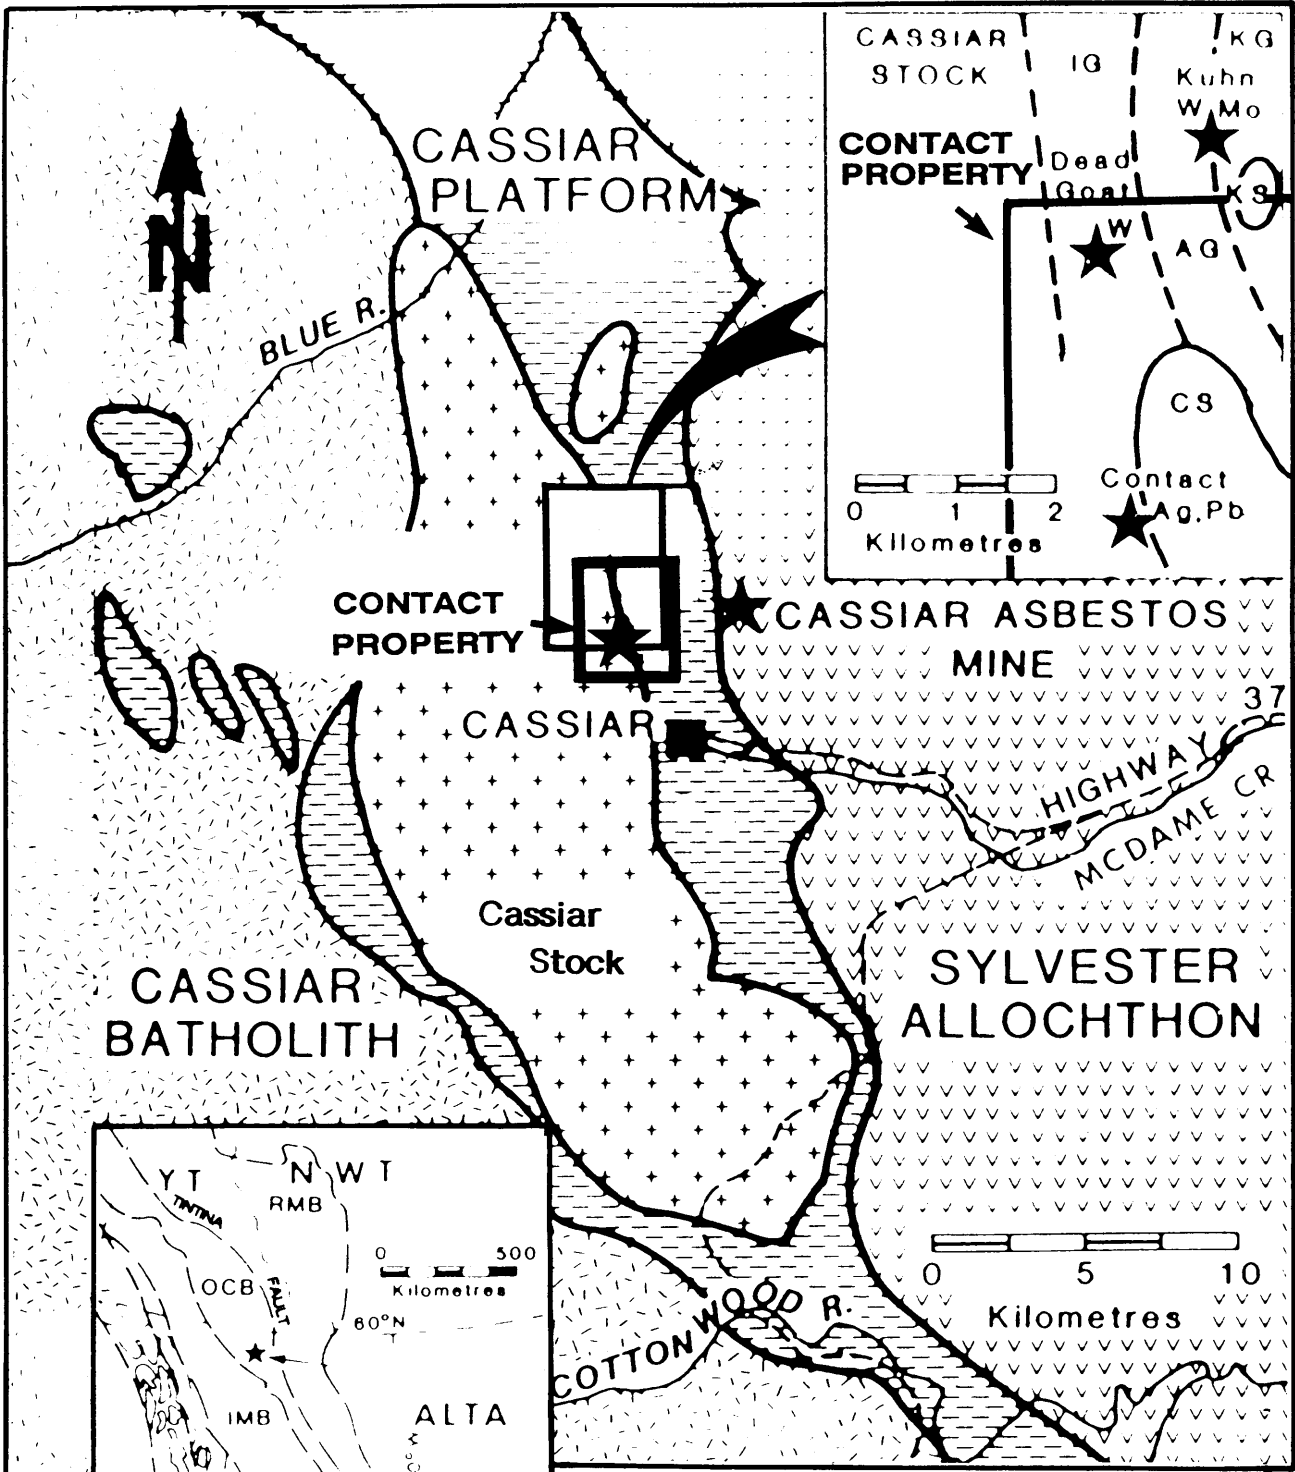 CASSIAR
STOCK
IG
KG
Kuhn
W Mo
CONTACT
PROPERTY
Dead
Goat
W
KS
AG
CS
Contact
Ag,Pb
0 1 2
Kilometres
CASSIAR
PLATFORM
N
BLUE R.
CONTACT
PROPERTY
CASSIAR ASBESTOS
MINE
CASSIAR
37
HIGHWAY
MCDAME CR
Cassiar
Stock
CASSIAR
BATHOLITH
SYLVESTER
ALLOCHTHON
0 5 10
Kilometres
COTTONWOOD R.
YT
NWT
TINTINA
RMB
0 500
Kilometres
OCB
FAULT
60°N
IMB
ALTA